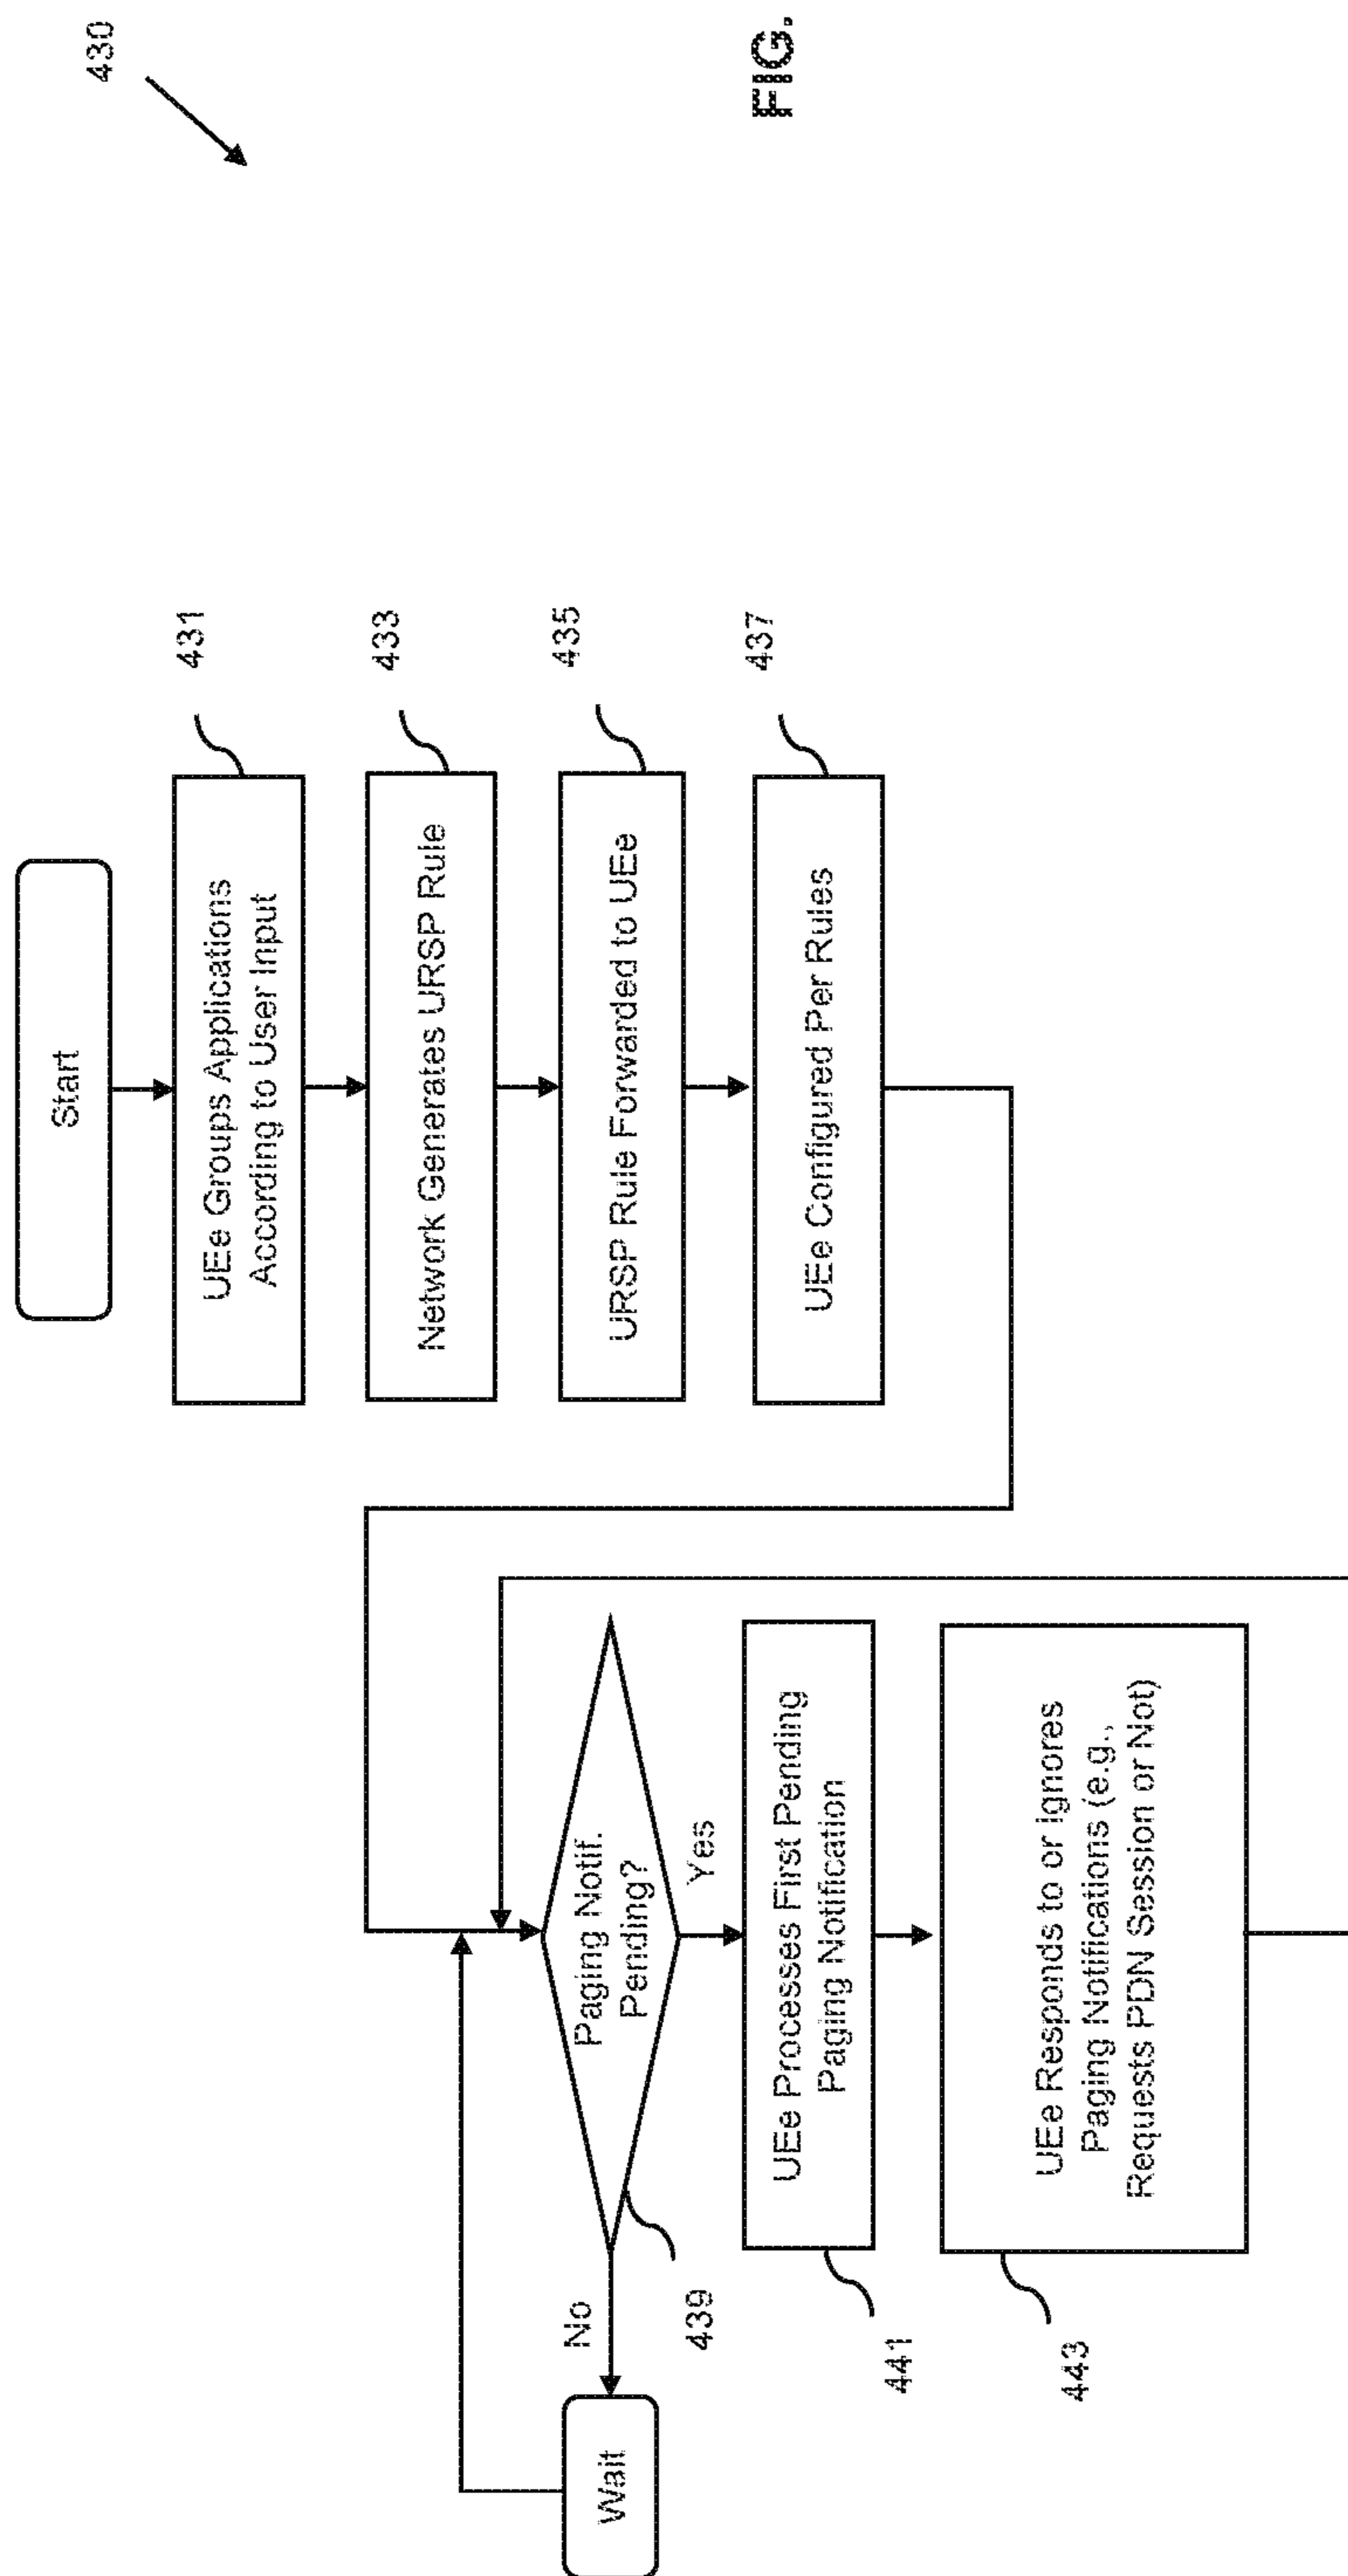 430
Start
UEe Groups Applications
According to User Input
431
Network Generates URSP Rule
433
URSP Rule Forwarded to UEe
435
UEe Configured Per Rules
437
Paging Notif.
Pending?
No
Wait
439
Yes
UEe Processes First Pending
Paging Notification
441
UEe Responds to or Ignores
Paging Notifications (e.g.,
Requests PDN Session or Not)
443
FIG.